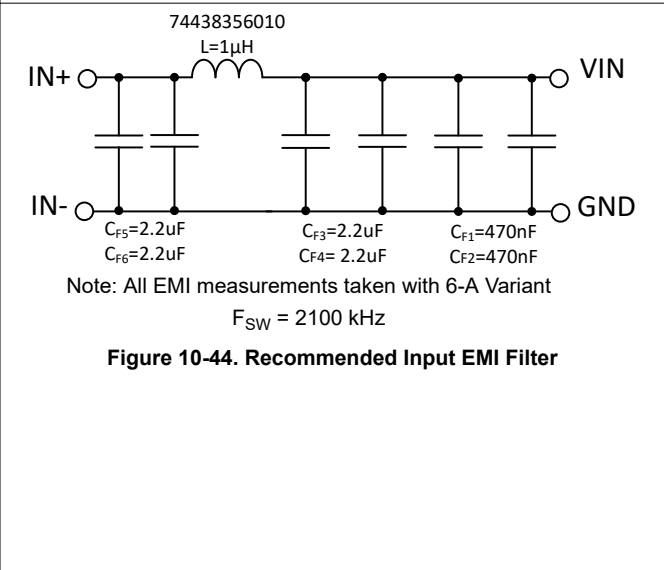 74438356010
L=1µH
IN+
VIN
IN-
GND
CF5=2.2uF
CF6=2.2uF
CF3=2.2uF
CF4= 2.2uF
CF1=470nF
CF2=470nF
Note: All EMI measurements taken with 6-A Variant
FSW = 2100 kHz
Figure 10-44. Recommended Input EMI Filter